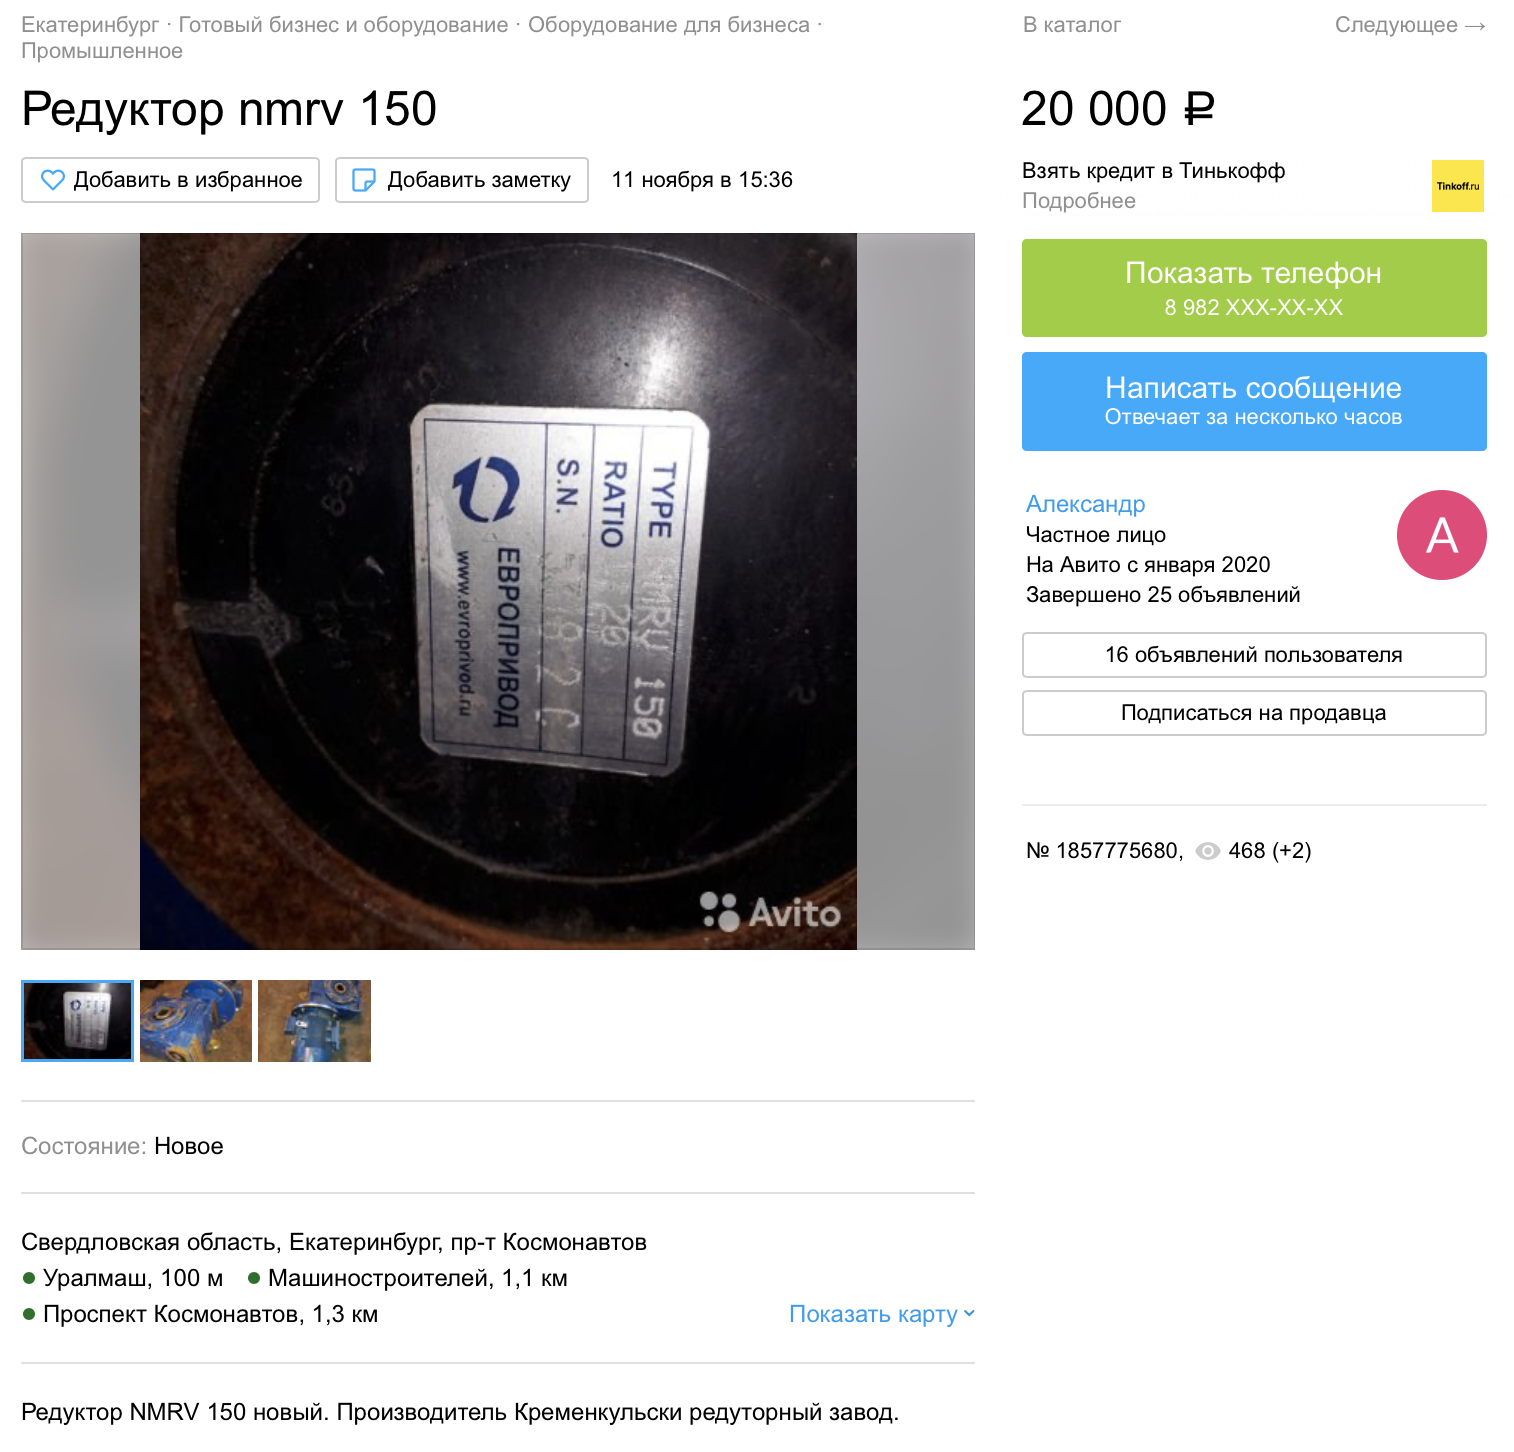 Екатеринбург · Готовый бизнес и оборудование · Оборудование для бизнеса ·
Промышленное
В каталог
Следующее →
Редуктор nmrv 150
20 000 ₽
Добавить в избранное
Добавить заметку
11 ноября в 15:36
Взять кредит в Тинькофф
Подробнее
Tinkoff.ru
Показать телефон
8 982 XXX-XX-XX
Написать сообщение
Отвечает за несколько часов
Александр
Частное лицо
На Авито с января 2020
Завершено 25 объявлений
А
16 объявлений пользователя
Подписаться на продавца
№ 1857775680, 468 (+2)
TYPE 150
RATIO 20
S.N.
ЕВРОПРИВОД
www.evroprivod.ru
Avito
Состояние: Новое
Свердловская область, Екатеринбург, пр-т Космонавтов
Уралмаш, 100 м
Машиностроителей, 1,1 км
Проспект Космонавтов, 1,3 км
Показать карту
Редуктор NMRV 150 новый. Производитель Кременкульски редуторный завод.